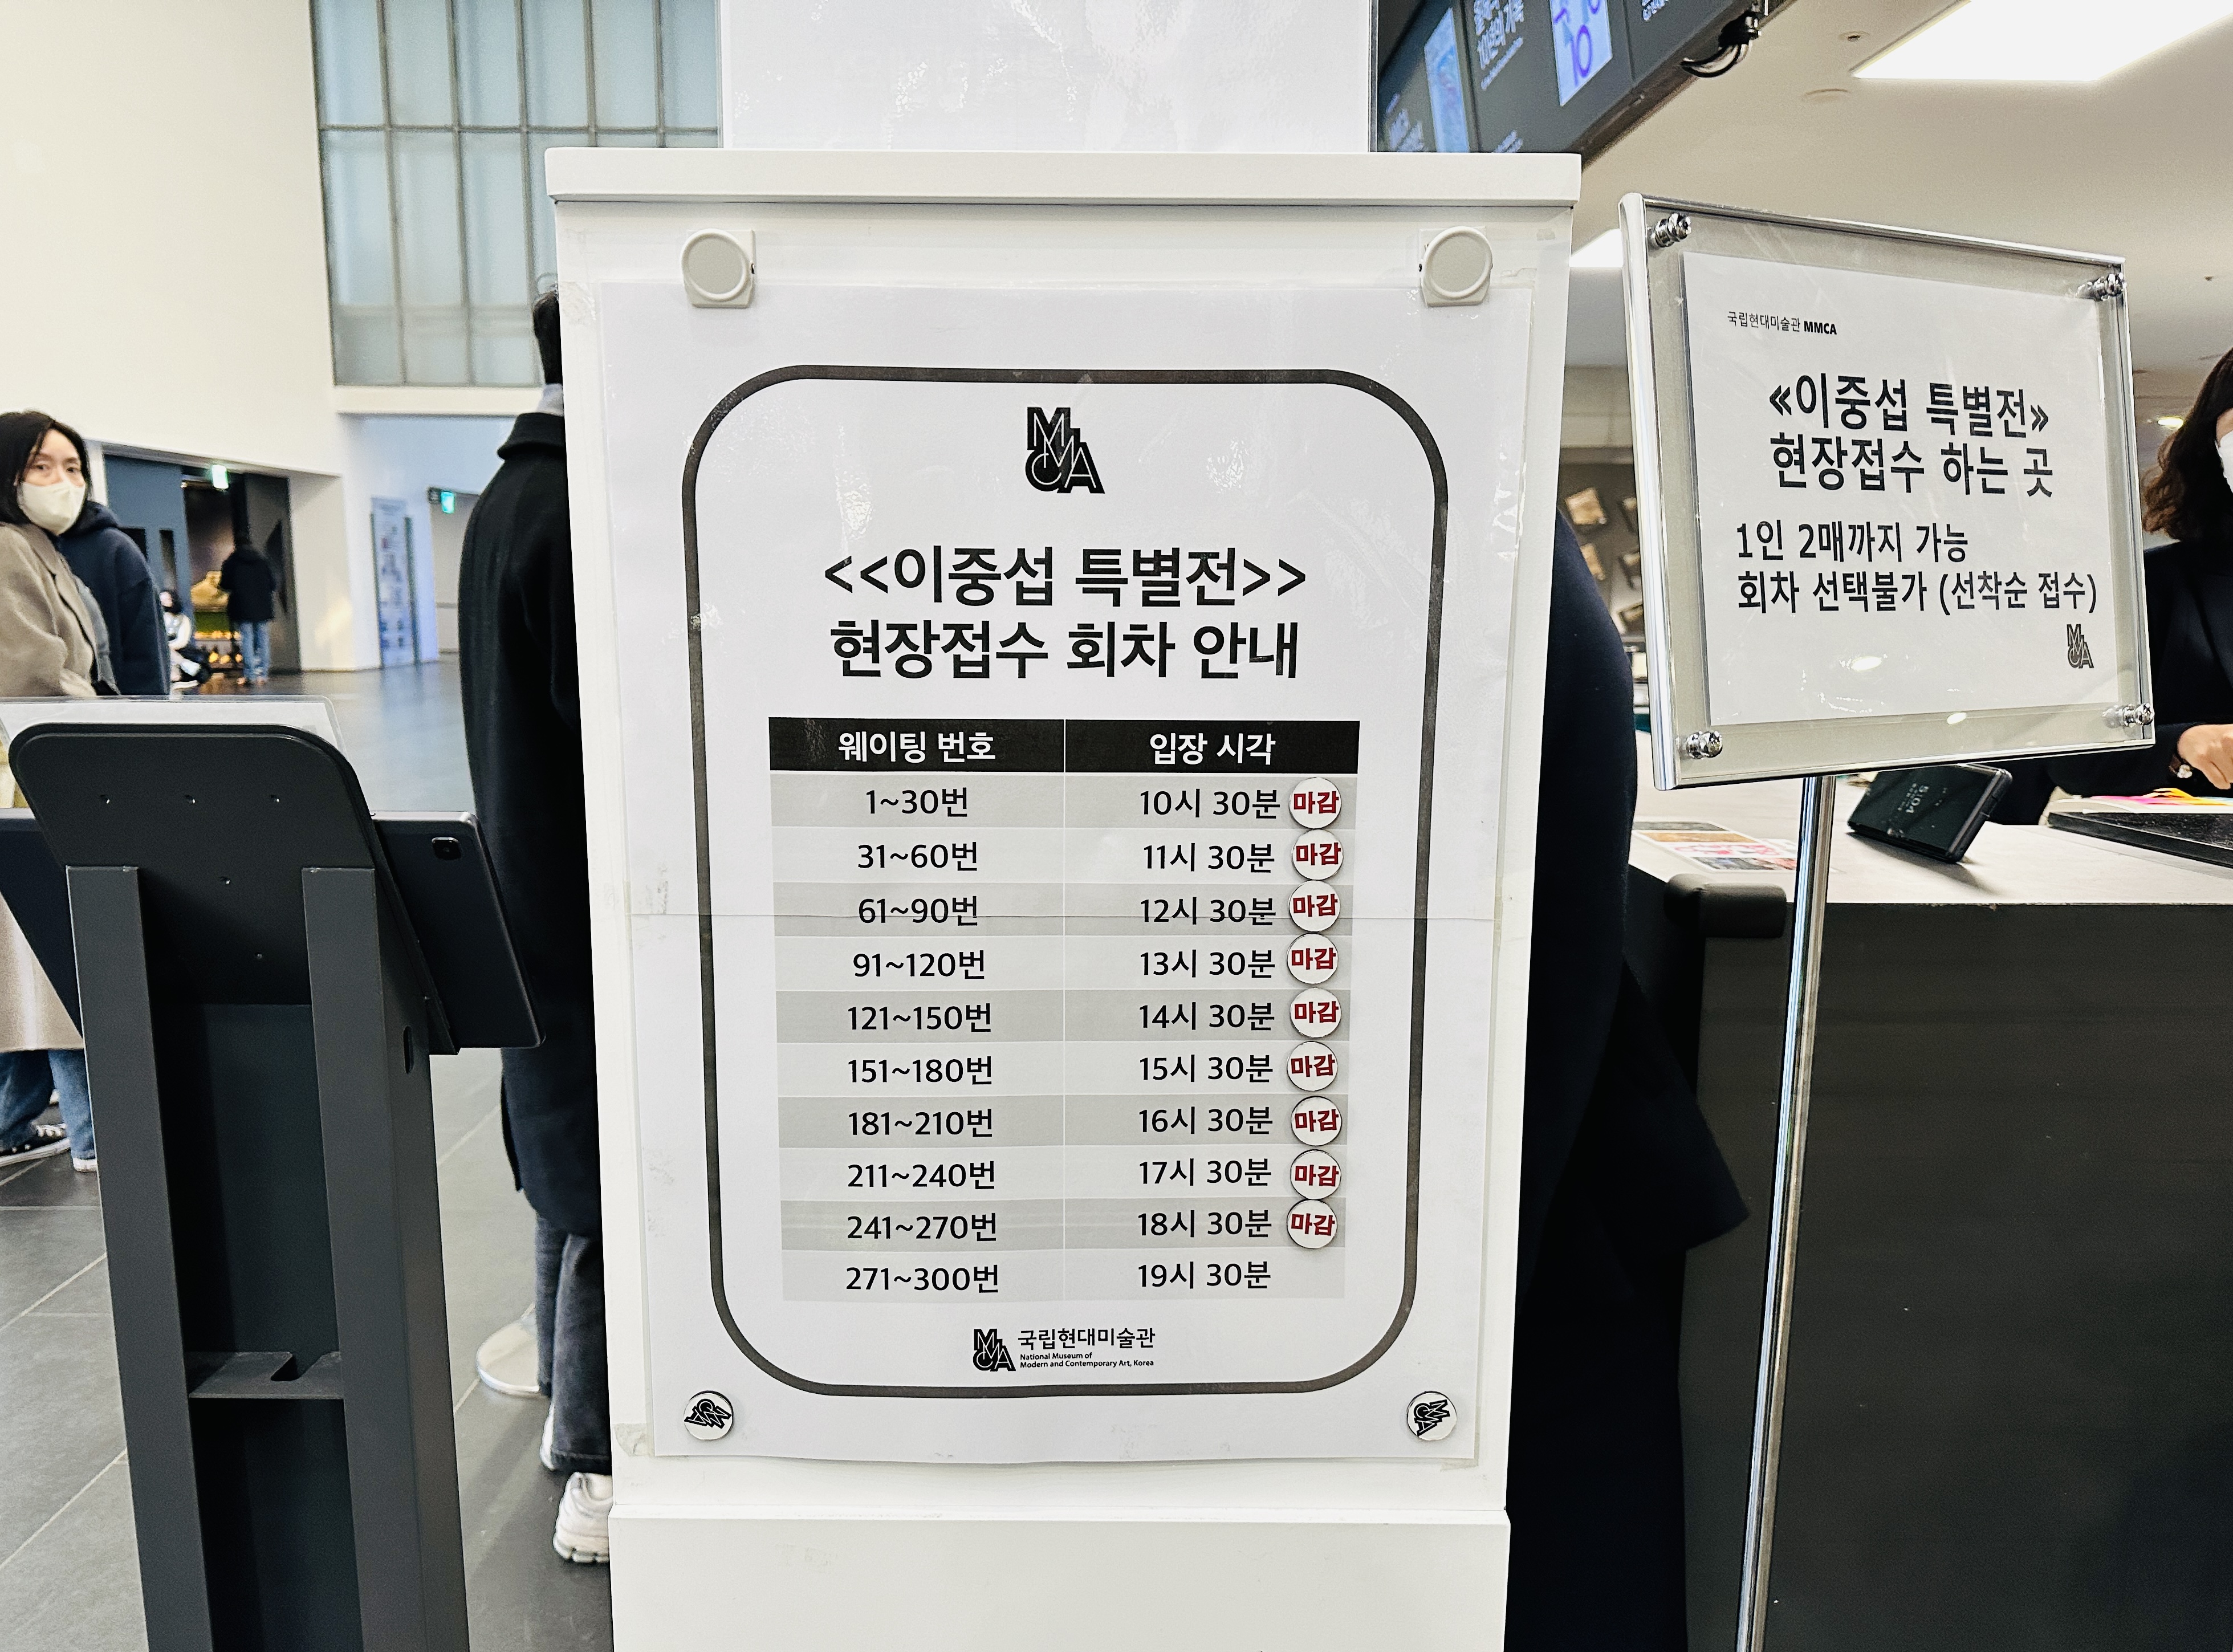 MMCA
<<이중섭 특별전>>
현장접수 회차 안내
웨이팅 번호 입장 시각
1~30번 10시 30분 마감
31~60번 11시 30분 마감
61~90번 12시 30분 마감
91~120번 13시 30분 마감
121~150번 14시 30분 마감
151~180번 15시 30분 마감
181~210번 16시 30분 마감
211~240번 17시 30분 마감
241~270번 18시 30분 마감
271~300번 19시 30분
MMCA 국립현대미술관
National Museum of
Modern and Contemporary Art, Korea
MMCA
MMCA
국립현대미술관 MMCA
≪이중섭 특별전≫
현장접수 하는 곳
1인 2매까지 가능
회차 선택불가 (선착순 접수)
MMCA